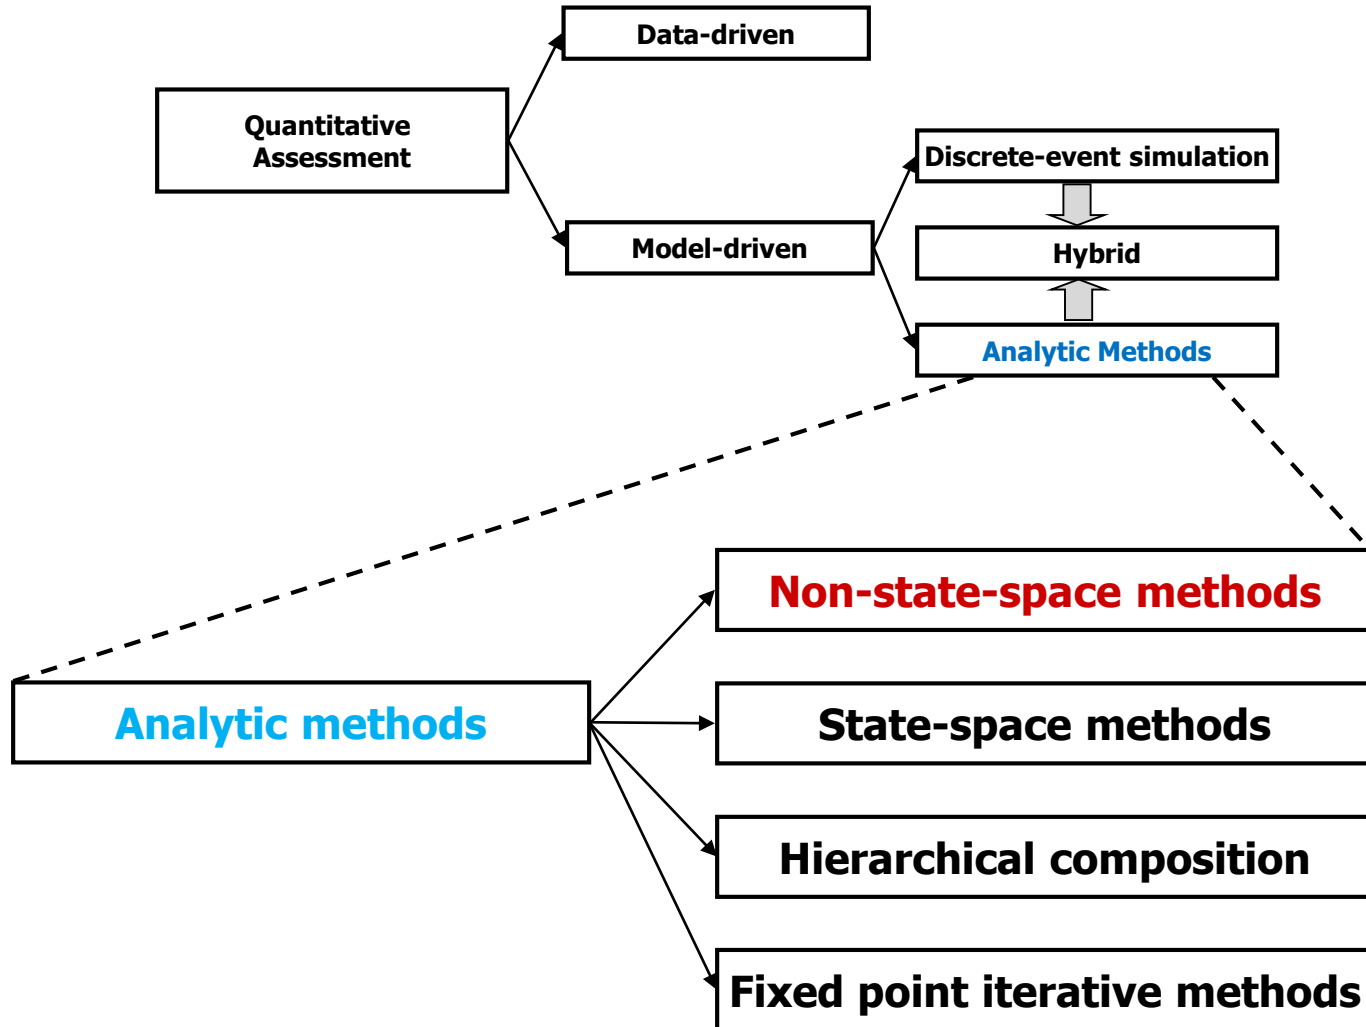 Data-driven
Quantitative
Assessment
Discrete-event simulation
Model-driven
Hybrid
Analytic Methods
Non-state-space methods
Analytic methods
State-space methods
Hierarchical composition
Fixed point iterative methods